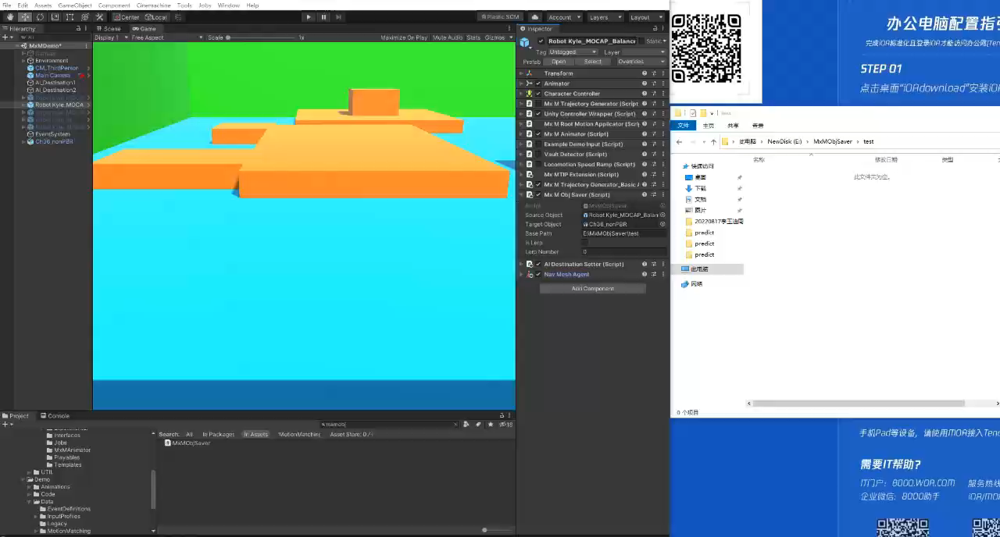 File Edit Assets GameObject Component Cinemachine Tools Jobs Window Help
Center Local
Plastic SCM Account Layers Layout
Hierarchy
All
MxMDemo*
Environment
CM_ThirdPerson
Main Camera
AI_Destination1
AI_Destination2
Robot Kyle_MOCA
EventSystem
Ch36_nonPBR
Scene Game
Display 1 Free Aspect Scale 1x Maximize On Play Mute Audio Stats Gizmos
Inspector
Robot Kyle_MOCAP_Balance Static
Tag Untagged Layer
Prefab Open Select Overrides
Transform
Animator
Character Controller
Mx M Trajectory Generator (Script
Unity Controller Wrapper (Script)
Mx M Root Motion Applicator (Script)
Mx M Animator (Script)
Example Demo Input (Script)
Vault Detector (Script)
Locomotion Speed Ramp (Script)
Mx MTIP Extension (Script)
Mx M Trajectory Generator_Basic A
Mx M Obj Saver (Script)
Script MxMObjSaver
Source Object Robot Kyle_MOCAP_Balan
Target Object Ch36_nonPBR
Base Path E:\MxMObjSaver\test
Is Lerp
Lerp Number 0
AI Destination Setter (Script)
Nav Mesh Agent
Add Component
Project Console
mxmobj
Search: All In Packages In Assets 'MotionMatching Asset Store: 0 /
MxMObjSaver
Interfaces
Jobs
MxMAnimator
Playables
Templates
UTIL
Demo
Animations
Code
Data
EventDefinitions
InputProfiles
Legacy
MotionMatching
办公电脑配置指引
完成iOA标准化且登录iOA才能访问办公网(Ten
STEP 01
点击桌面“iOAdownload”安装iOA
文件 主页 共享 查看
此电脑 NewDisk (E:) MxMObjSaver test
名称 修改日期 类型
此文件夹为空。
快速访问
桌面
下载
文档
图片
20220817李玉迪周
predict
predict
predict
此电脑
网络
0 个项目
手机Pad等设备，请使用MOA接入Tenc
需要IT帮助?
IT门户: 8000.WOA.COM 服务热线
企业微信: 8000助手 iOA/MOA